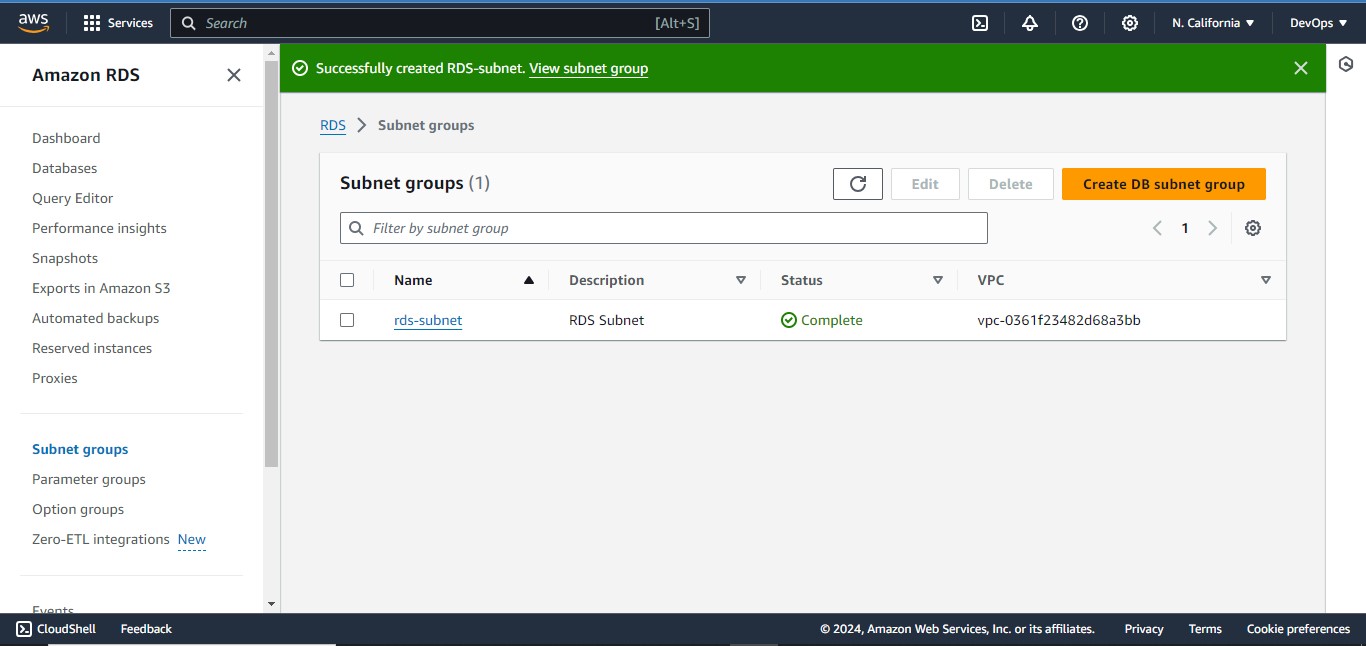 aws Services Search [Alt+S] N. California DevOps
Amazon RDS
Dashboard
Databases
Query Editor
Performance insights
Snapshots
Exports in Amazon S3
Automated backups
Reserved instances
Proxies
Subnet groups
Parameter groups
Option groups
Zero-ETL integrations New
Events
Successfully created RDS-subnet. View subnet group
RDS Subnet groups
Subnet groups (1) Edit Delete Create DB subnet group
Filter by subnet group 1
Name Description Status VPC
rds-subnet RDS Subnet Complete vpc-0361f23482d68a3bb
CloudShell Feedback © 2024, Amazon Web Services, Inc. or its affiliates. Privacy Terms Cookie preferences